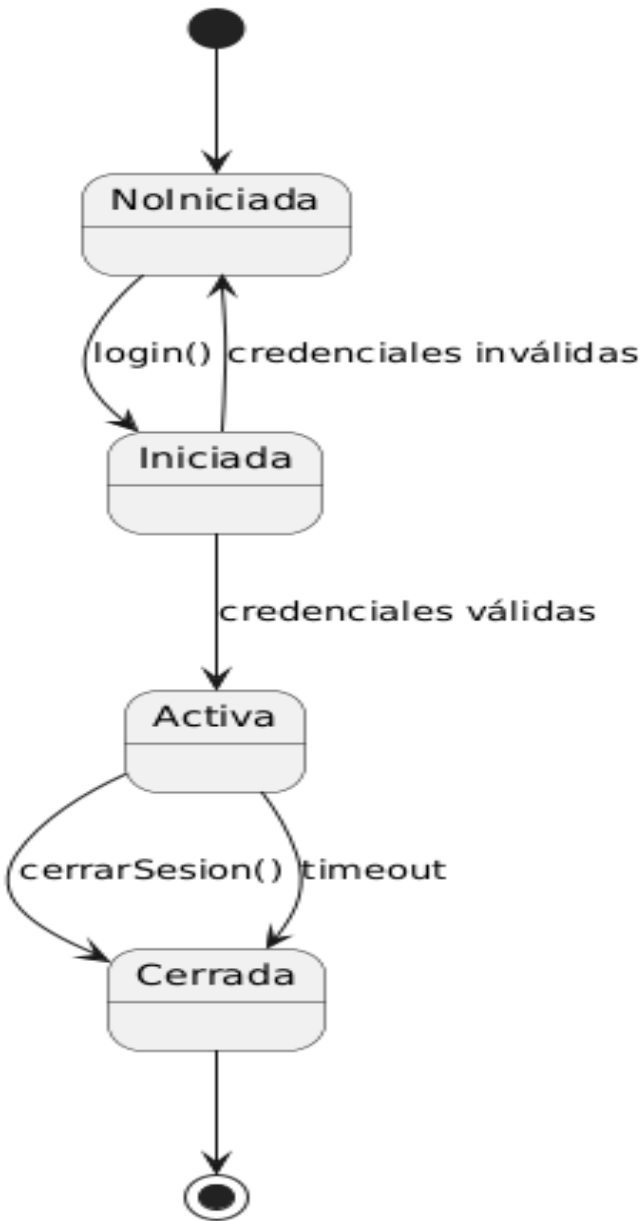 NoIniciada
login() credenciales inválidas
Iniciada
credenciales válidas
Activa
cerrarSesion() timeout
Cerrada